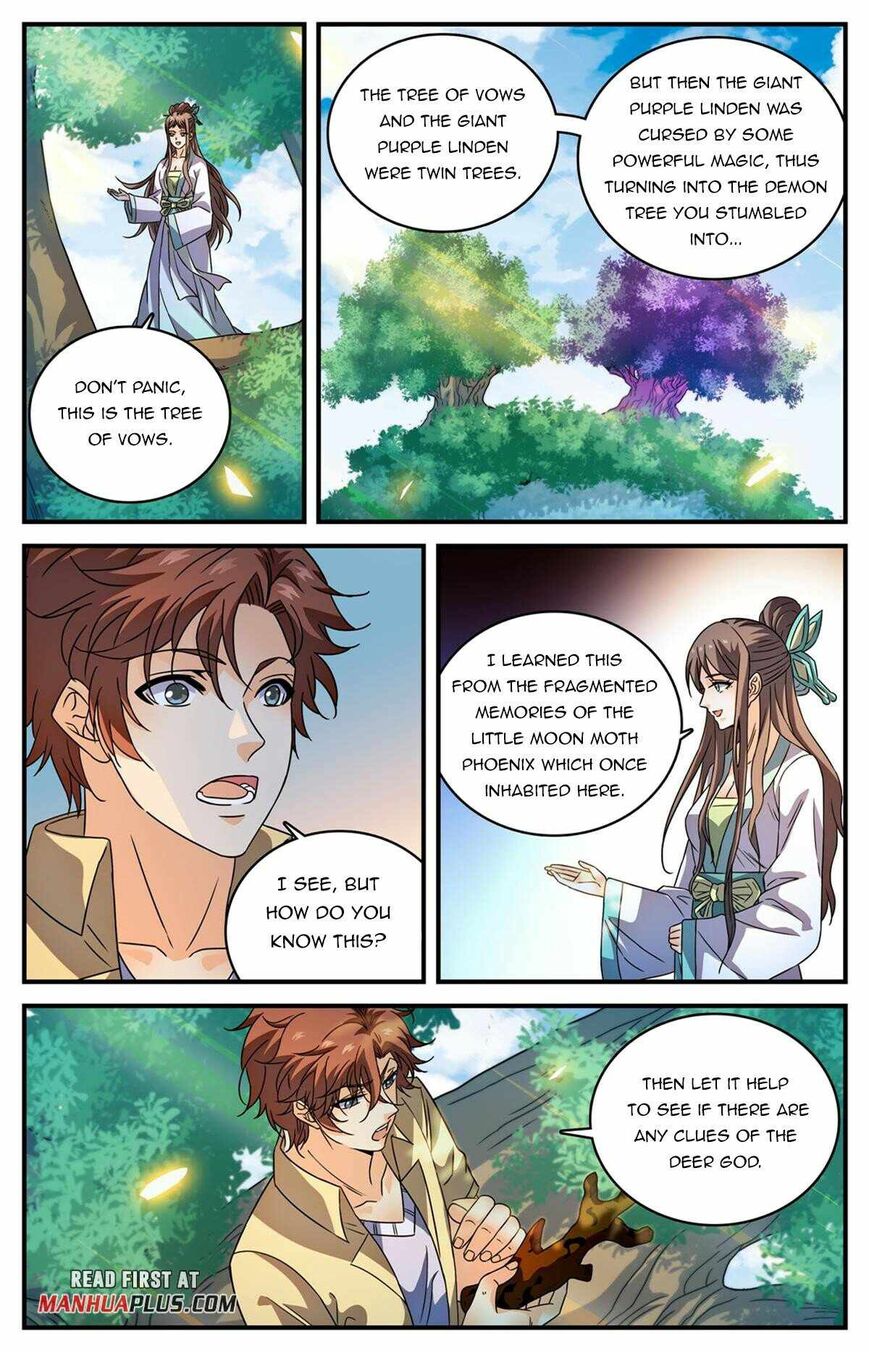 DON'T PANIC,
THIS IS THE TREE
OF VOWS.
THE TREE OF VOWS
AND THE GIANT
PURPLE LINDEN
WERE TWIN TREES.
BUT THEN THE GIANT
PURPLE LINDEN WAS
CURSED BY SOME
POWERFUL MAGIC, THUS
TURNING INTO THE DEMON
TREE YOU STUMBLED
INTO...
I SEE, BUT
HOW DO YOU
KNOW THIS?
I LEARNED THIS
FROM THE FRAGMENTED
MEMORIES OF THE
LITTLE MOON MOTH
PHOENIX WHICH ONCE
INHABITED HERE.
THEN LET IT HELP
TO SEE IF THERE ARE
ANY CLUES OF THE
DEER GOD.
READ FIRST AT
MANHUAPLUS.COM